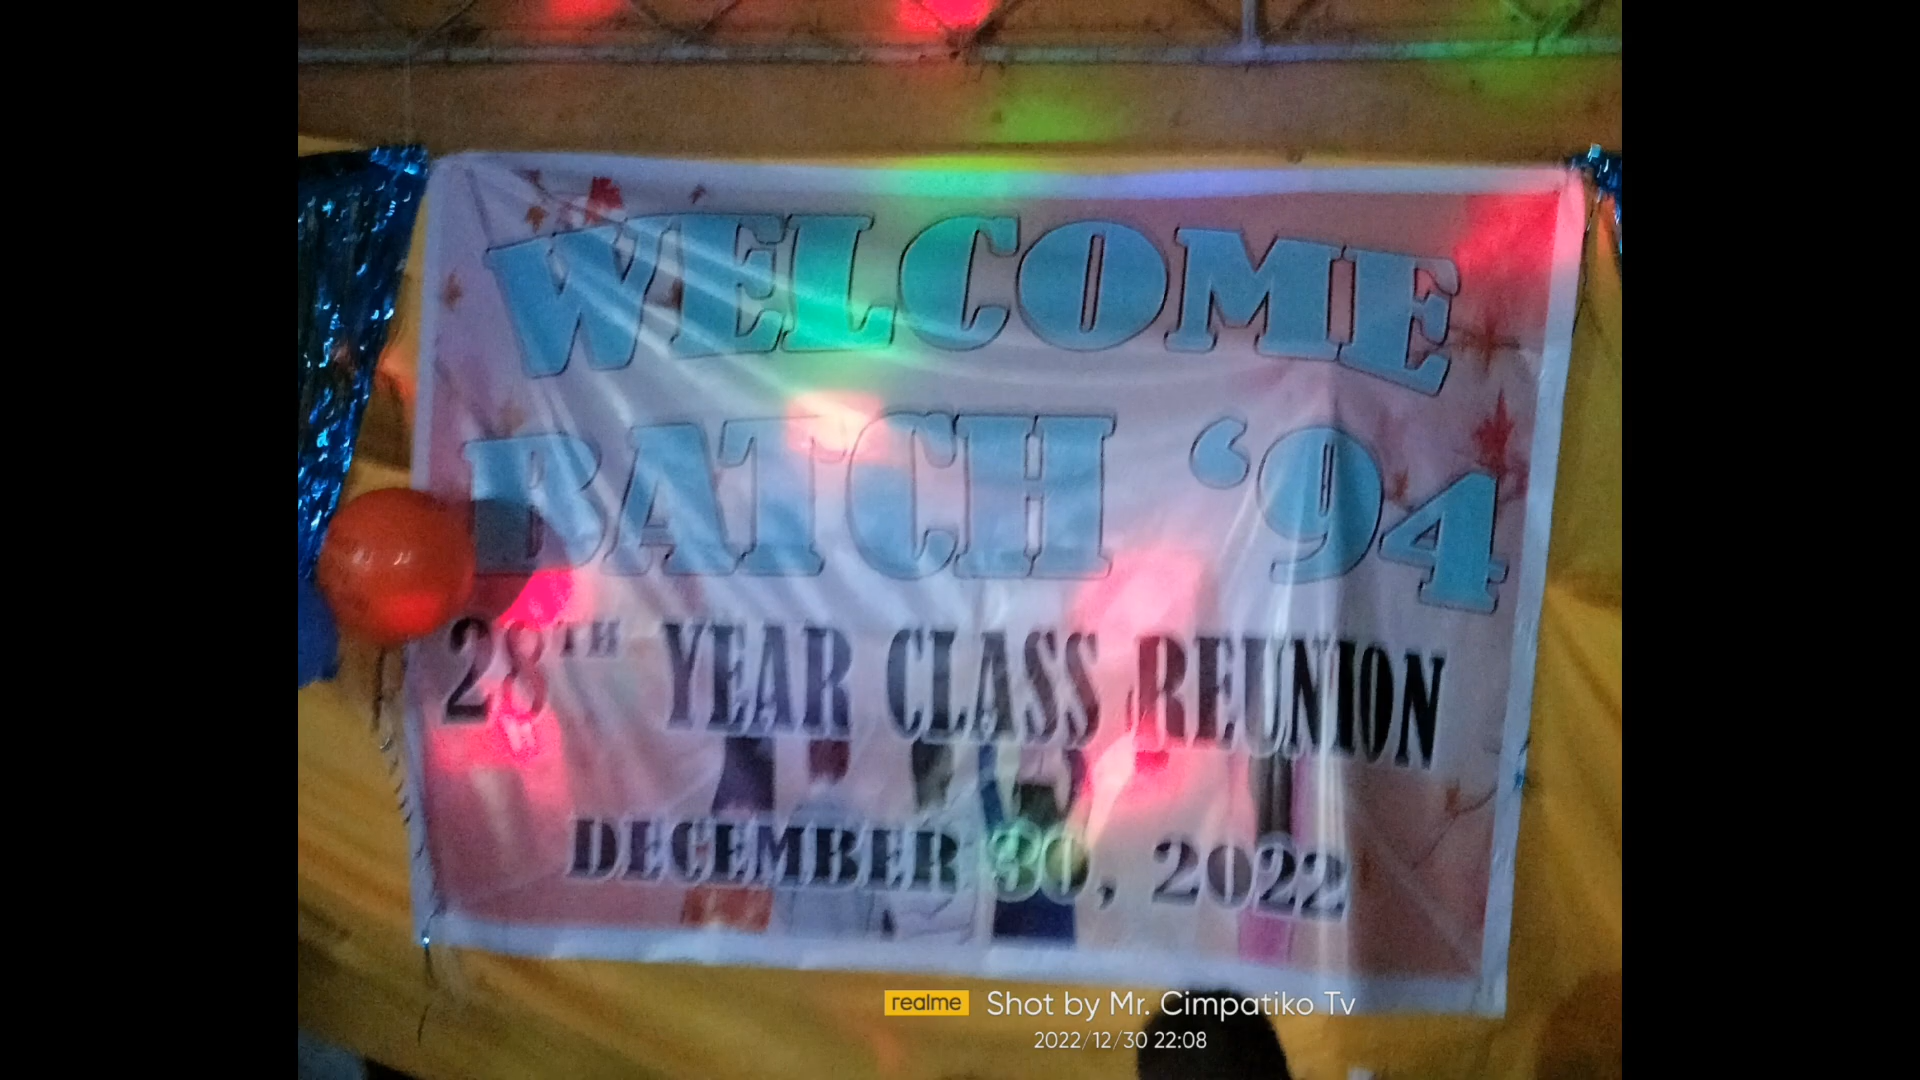 WELCOME
BATCH ‘94
28TH YEAR CLASS REUNION
DECEMBER 30, 2022
realme Shot by Mr. Cimpatiko Tv
2022/12/30 22:08